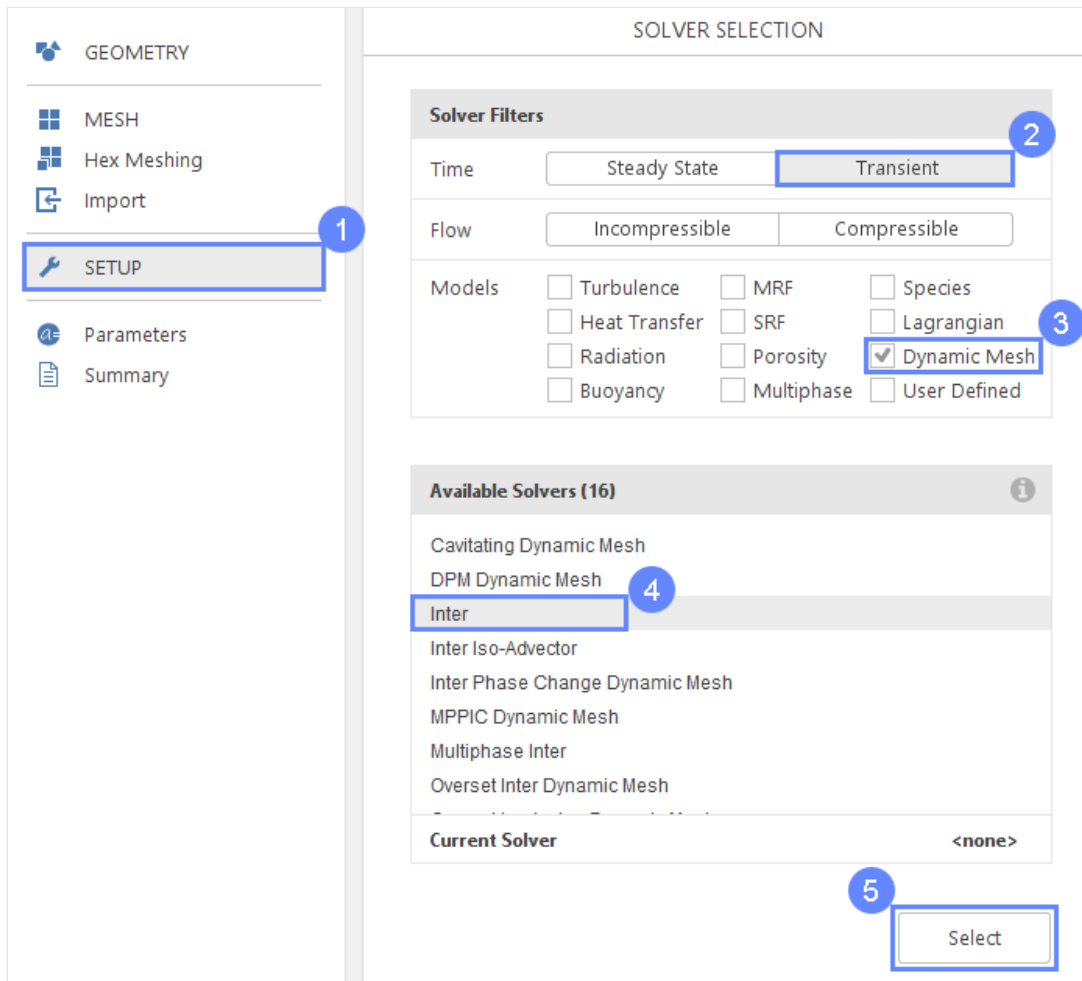 SOLVER SELECTION
GEOMETRY
MESH
Hex Meshing
Import
1
SETUP
Parameters
Summary
Solver Filters
2
Time Steady State Transient
Flow Incompressible Compressible
Models Turbulence MRF Species
Heat Transfer SRF Lagrangian
3
Radiation Porosity Dynamic Mesh
Buoyancy Multiphase User Defined
Available Solvers (16)
Cavitating Dynamic Mesh
DPM Dynamic Mesh
4
Inter
Inter Iso-Advector
Inter Phase Change Dynamic Mesh
MPPIC Dynamic Mesh
Multiphase Inter
Overset Inter Dynamic Mesh
Current Solver <none>
5
Select